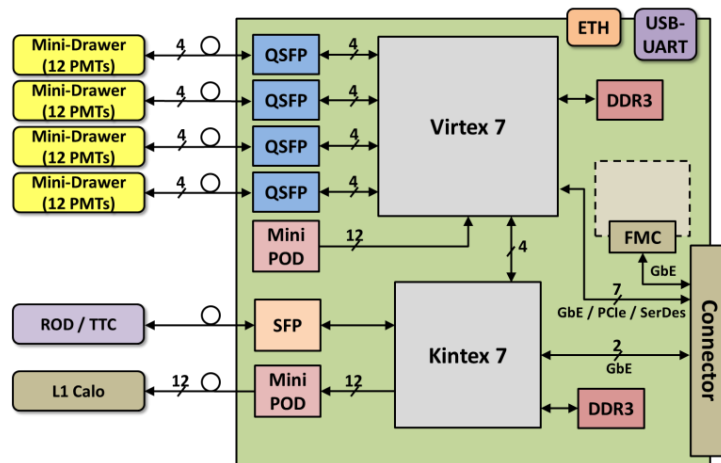 ETH
USB-
UART
Mini-Drawer
(12 PMTs)
4
QSFP
4
Mini-Drawer
(12 PMTs)
4
QSFP
4
Mini-Drawer
(12 PMTs)
4
QSFP
4
Mini-Drawer
(12 PMTs)
4
QSFP
4
Virtex 7
DDR3
Mini
POD
12
4
FMC
GbE
7
GbE / PCIe / SerDes
Connector
ROD / TTC
SFP
Kintex 7
2
GbE
L1 Calo
12
Mini
POD
12
DDR3